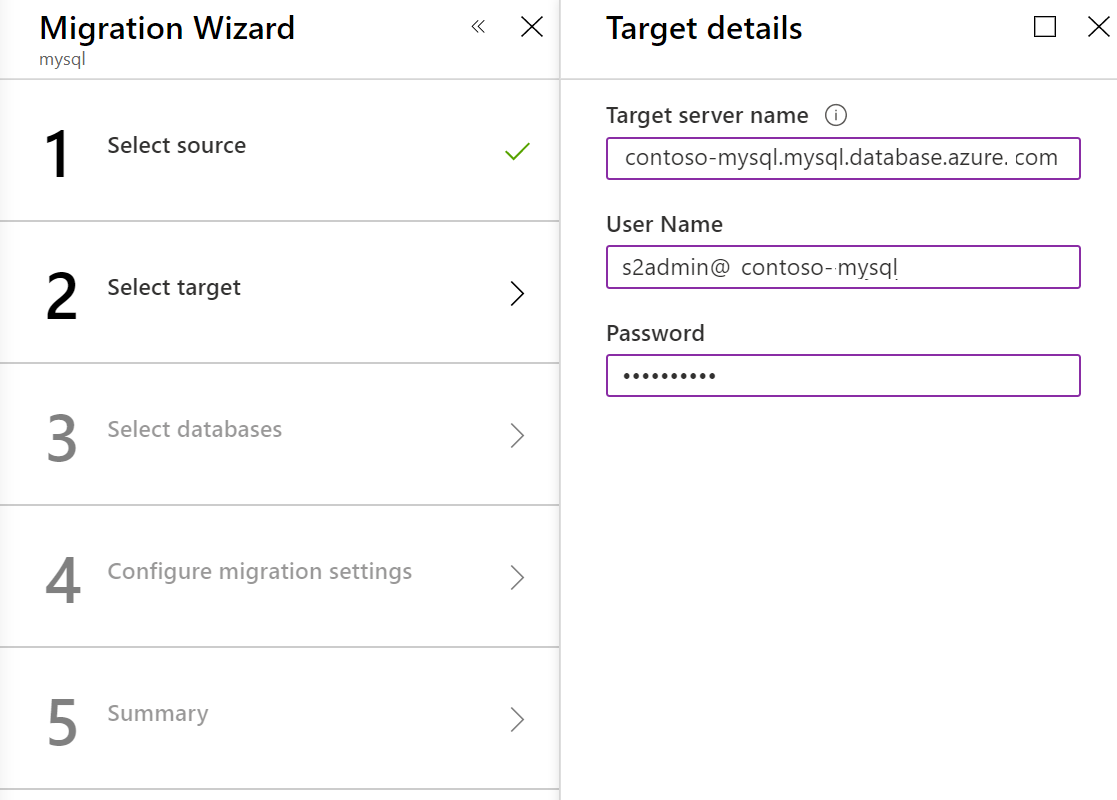 Migration Wizard
mysql
1
Select source
2
Select target
3
Select databases
4
Configure migration settings
5
Summary
Target details
Target server name
contoso-mysql.mysql.database.azure. com
User Name
s2admin@ contoso- mysql
Password
••••••••••